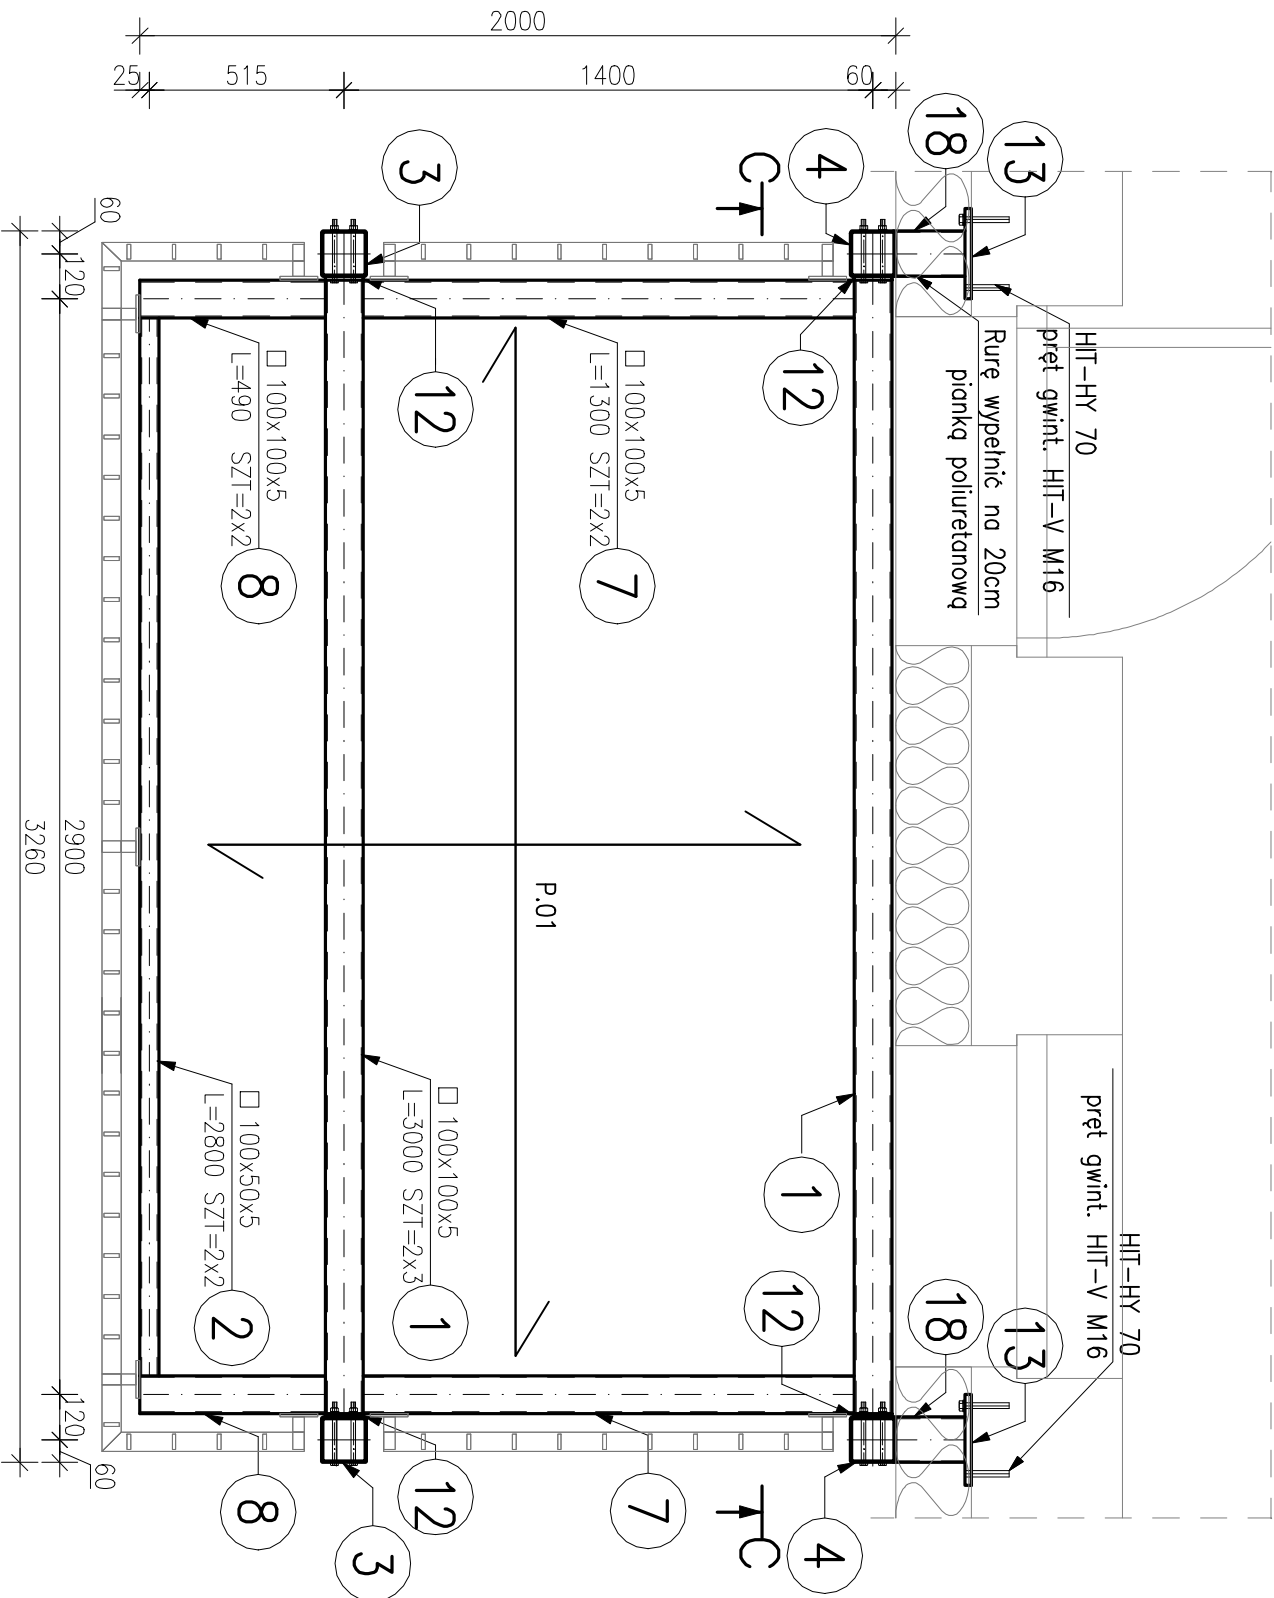 2000
25
515
1400
60
18
13
3
4
C
12
12
HIT-HY 70
pręt gwint. HIT-V M16
Rurę wypełnić na 20cm
pianką poliuretanową
□ 100x100x5
L=490 SZT=2x2
8
□ 100x100x5
L=1300 SZT=2x2
7
60
120
2900
3260
P.01
□ 100x50x5
L=2800 SZT=2x2
2
□ 100x100x5
L=3000 SZT=2x3
1
1
12
HIT-HY 70
pręt gwint. HIT-V M16
18
13
120
60
8
12
3
7
C
4